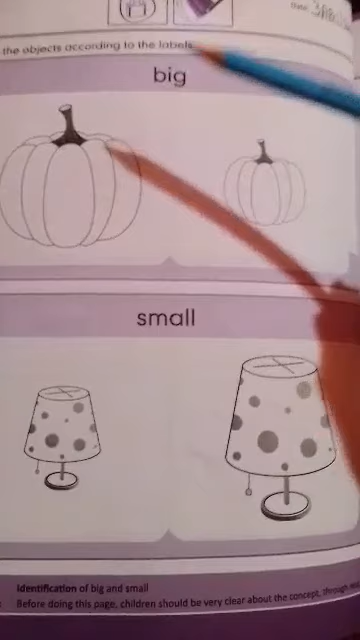 the objects according to the labels.
big
small
Identification of big and small
Before doing this page, children should be very clear about the concept, through